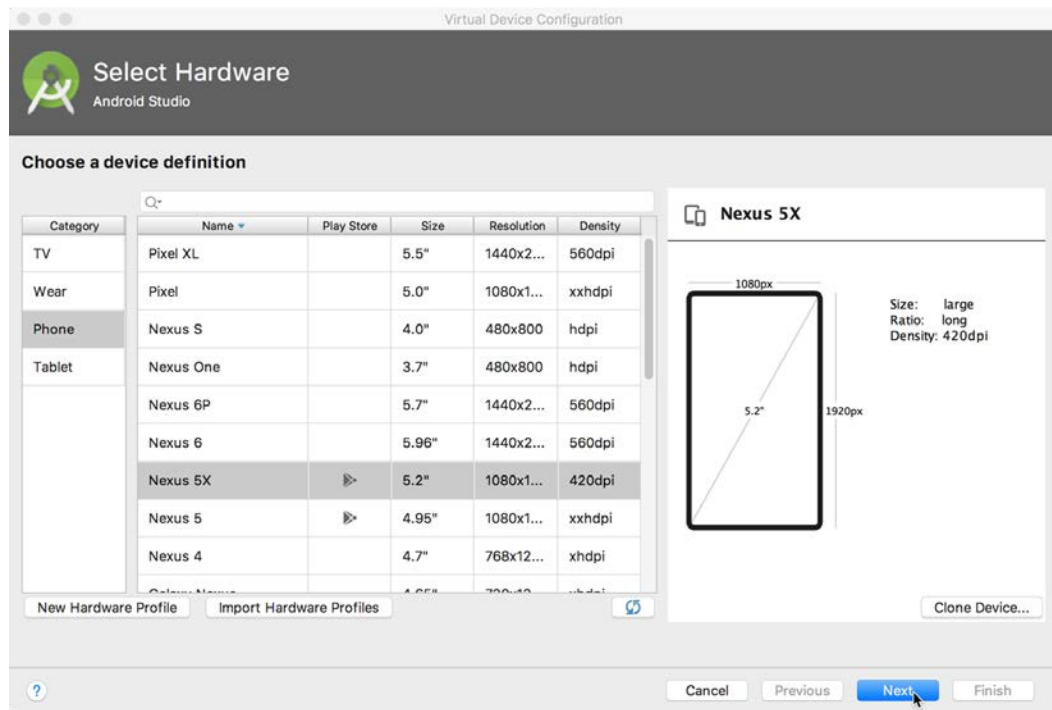 Virtual Device Configuration
Select Hardware
Android Studio
Choose a device definition
Category
TV
Wear
Phone
Tablet
Name Play Store Size Resolution Density
Pixel XL 5.5" 1440x2... 560dpi
Pixel 5.0" 1080x1... xxhdpi
Nexus S 4.0" 480x800 hdpi
Nexus One 3.7" 480x800 hdpi
Nexus 6P 5.7" 1440x2... 560dpi
Nexus 6 5.96" 1440x2... 560dpi
Nexus 5X 5.2" 1080x1... 420dpi
Nexus 5 4.95" 1080x1... xxhdpi
Nexus 4 4.7" 768x12... xhdpi
New Hardware Profile Import Hardware Profiles
Nexus 5X
1080px
5.2"
1920px
Size: large
Ratio: long
Density: 420dpi
Clone Device...
? Cancel Previous Next Finish